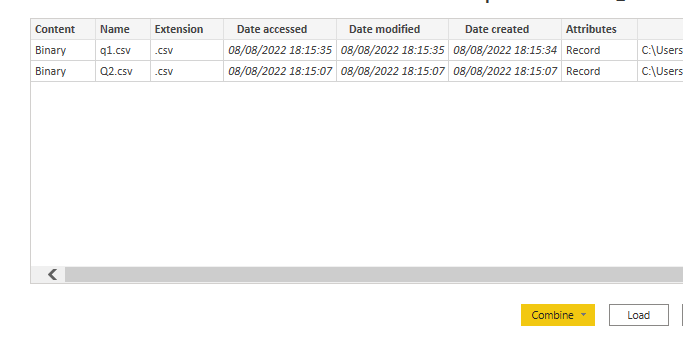 Content Name Extension Date accessed Date modified Date created Attributes
Binary q1.csv .csv 08/08/2022 18:15:35 08/08/2022 18:15:35 08/08/2022 18:15:34 Record C:\Users
Binary Q2.csv .csv 08/08/2022 18:15:07 08/08/2022 18:15:07 08/08/2022 18:15:07 Record C:\Users
Combine Load